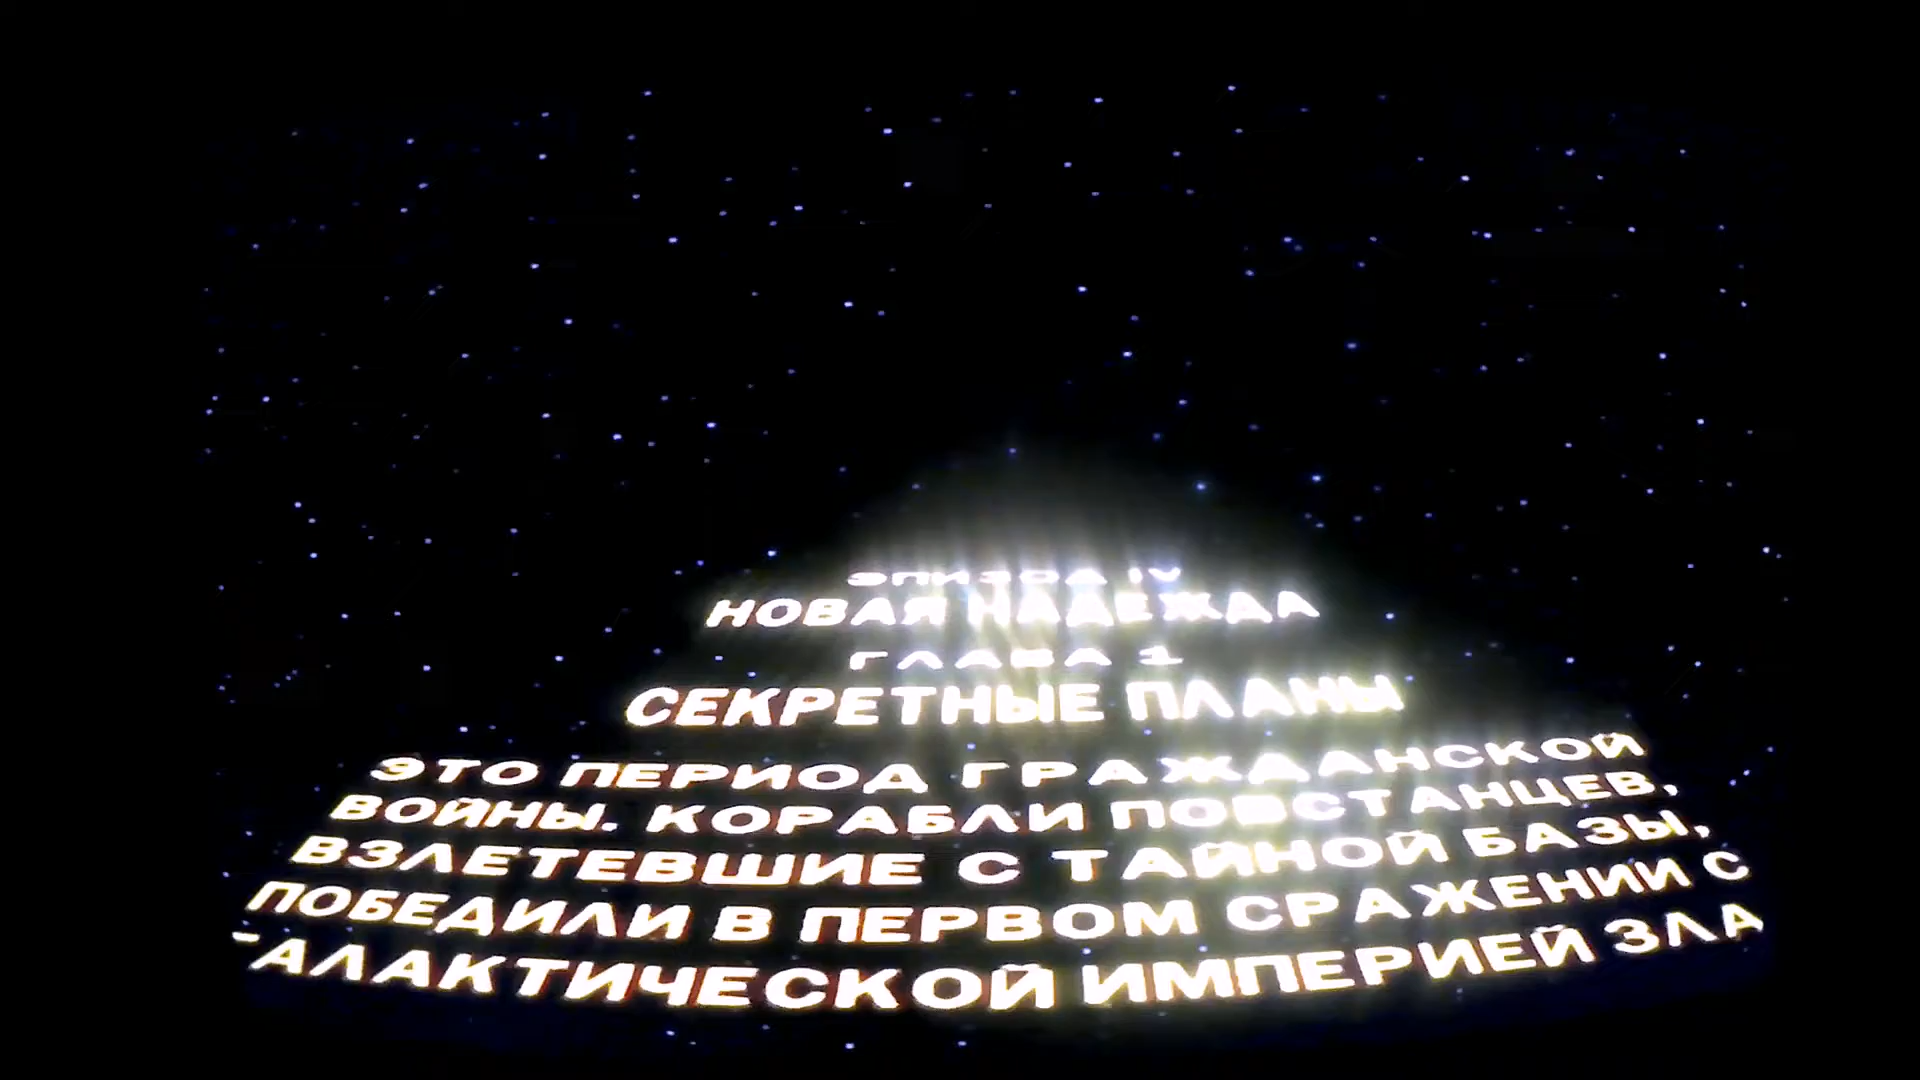 ЭПИЗОД IV
НОВАЯ НАДЕЖДА
ГЛАВА 1
СЕКРЕТНЫЕ ПЛАНЫ
ЭТО ПЕРИОД ГРАЖДАНСКОЙ
ВОЙНЫ. КОРАБЛИ ПОВСТАНЦЕВ,
ВЗЛЕТЕВШИЕ С ТАЙНОЙ БАЗЫ,
ПОБЕДИЛИ В ПЕРВОМ СРАЖЕНИИ С
ГАЛАКТИЧЕСКОЙ ИМПЕРИЕЙ ЗЛА